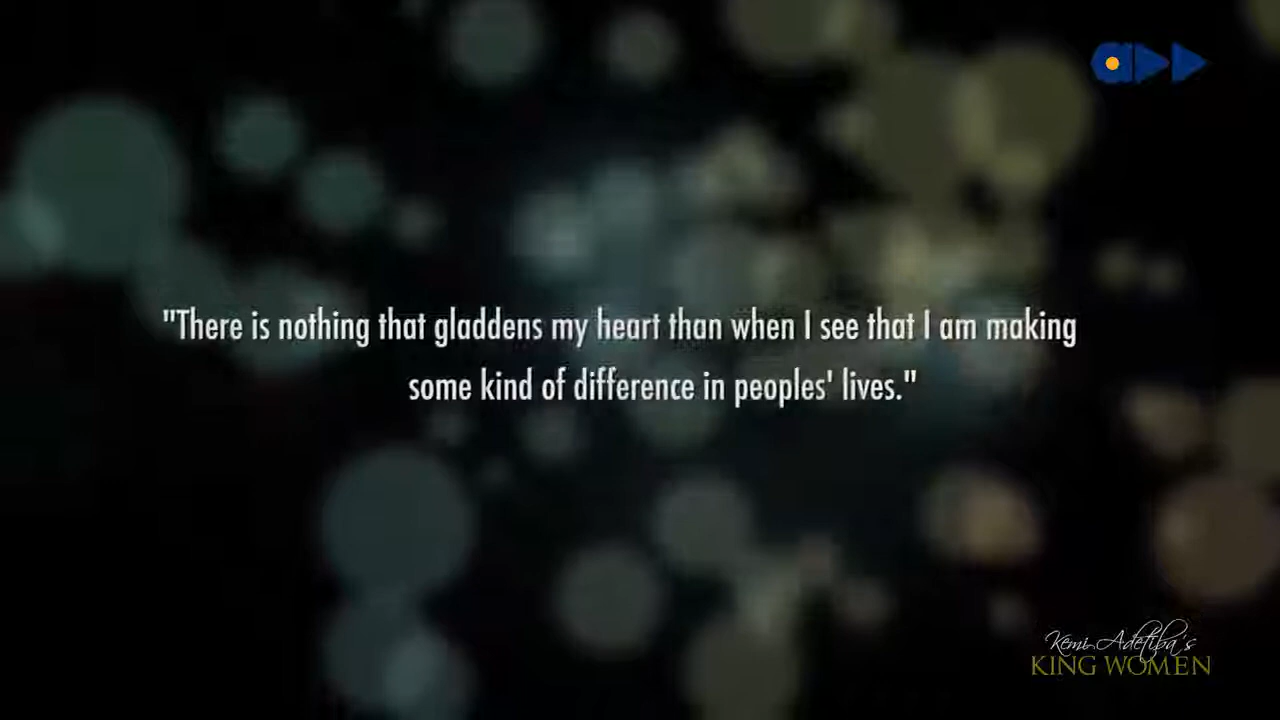 "There is nothing that gladdens my heart than when I see that I am making
some kind of difference in peoples' lives."
Kemi Adetiba's
KING WOMEN